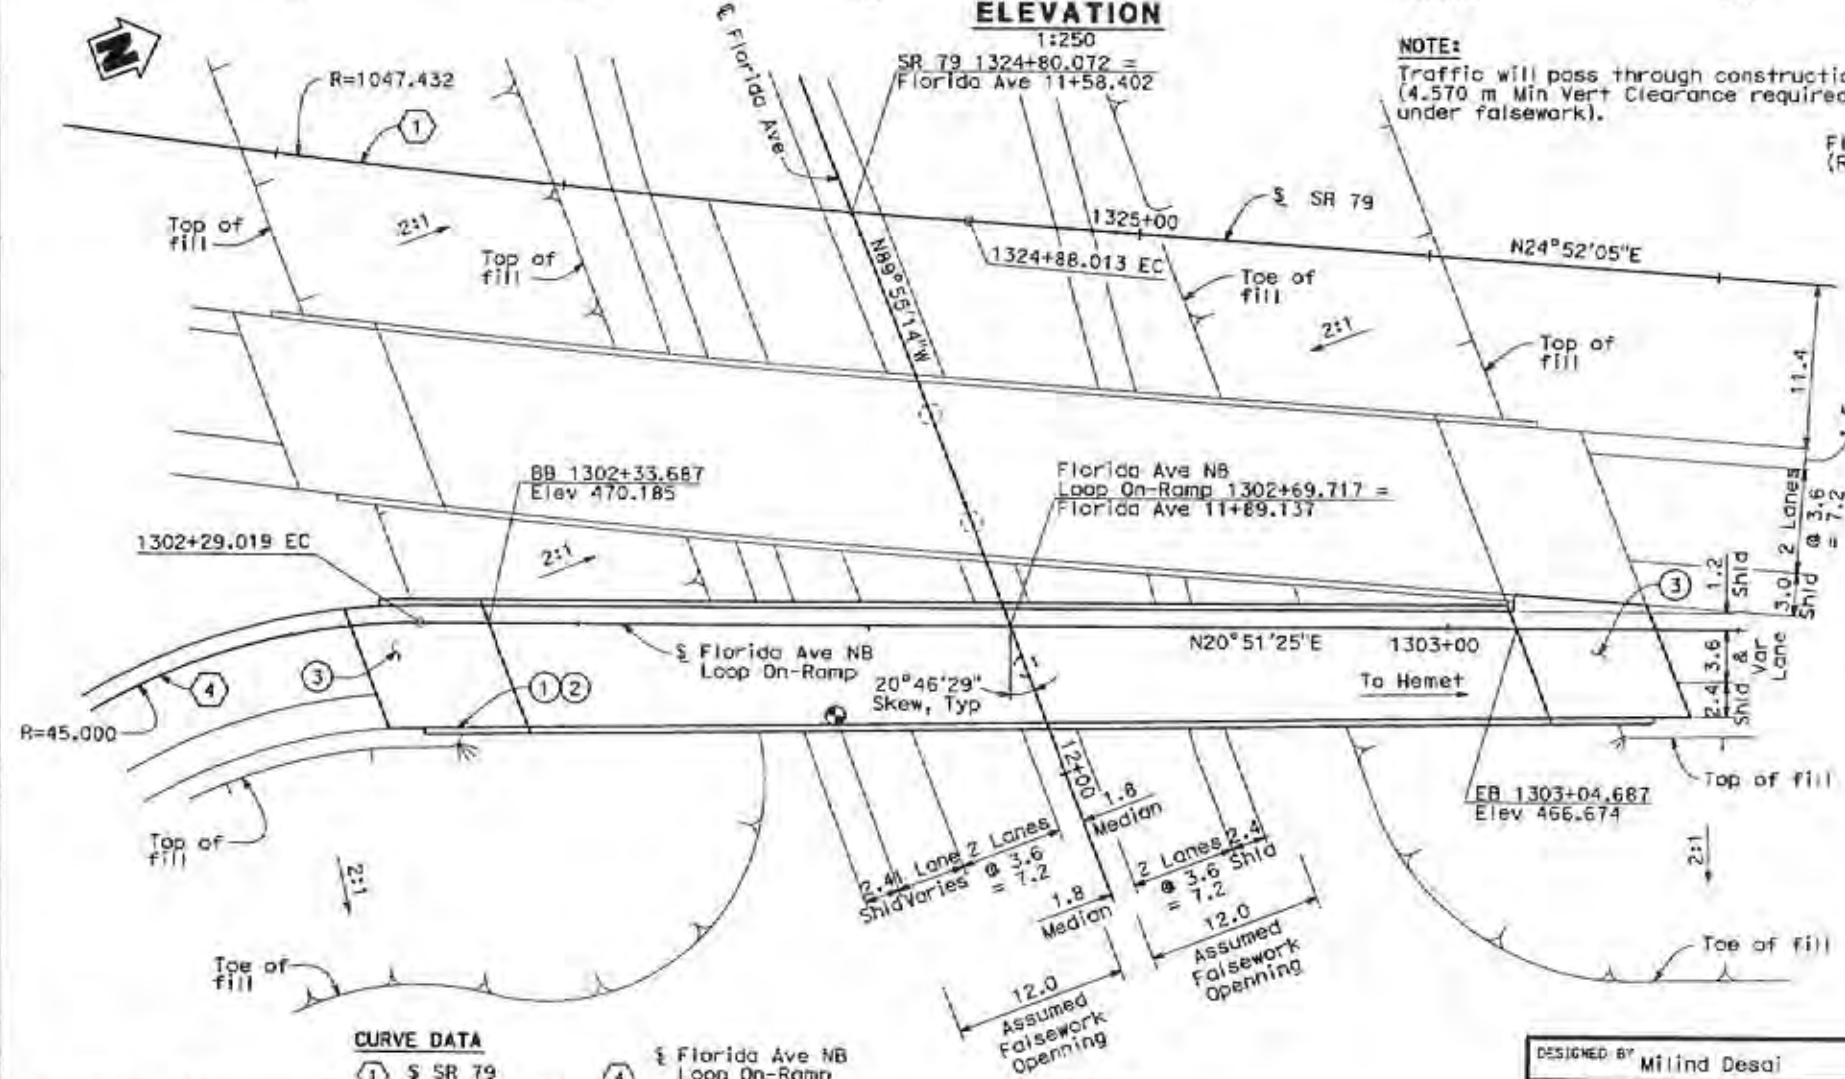 ELEVATION
1:250
N
R=1047.432
1
℄ Florida Ave
SR 79 1324+80.072 =
Florida Ave 11+58.402
NOTE:
Traffic will pass through constructio
(4.570 m Min Vert Clearance required
under falsework).
Top of
fill
2:1
Top of
fill
N89°55'14"W
1325+00
1324+88.013 EC
SR 79
N24°52'05"E
Toe of
fill
2:1
Top of
fill
11.4
BB 1302+33.687
Elev 470.185
Florida Ave NB
Loop On-Ramp 1302+69.717 =
Florida Ave 11+89.137
2 Lanes
@ 3.6
= 7.2
1302+29.019 EC
2:1
1.2
Shld
3.0
Shld
3
Florida Ave NB
Loop On-Ramp
N20°51'25"E
1303+00
3
4
1 2
20°46'29"
Skew, Typ
To Hemet
3.6
2.4
Shld &
Var
Lane
R=45.000
Top of
fill
2:1
12+00
1.8
Median
EB 1303+04.687
Elev 466.674
Top of fill
2:1
2.4
Shld
1 Lane
Varies
2 Lanes
@ 3.6
= 7.2
1.8
Median
2 Lanes
@ 3.6
= 7.2
2.4
Shld
12.0
Assumed
Falsework
Openning
12.0
Assumed
Falsework
Openning
Toe of
fill
Toe of fill
CURVE DATA
1 SR 79
4 Florida Ave NB
Loop On-Ramp
DESIGNED BY Milind Desai